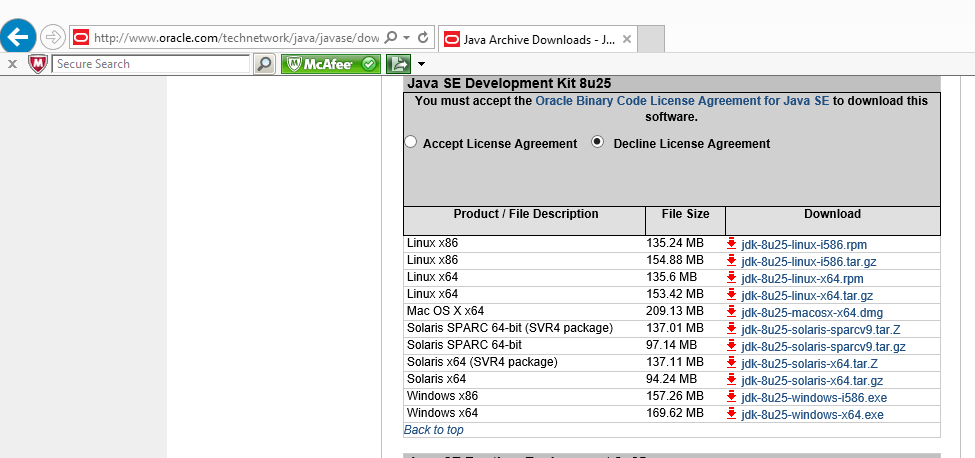 http://www.oracle.com/technetwork/java/javase/dow
Java Archive Downloads - J...
x
Secure Search
McAfee
Java SE Development Kit 8u25
You must accept the Oracle Binary Code License Agreement for Java SE to download this
software.
Accept License Agreement Decline License Agreement
Product / File Description File Size Download
Linux x86 135.24 MB jdk-8u25-linux-i586.rpm
Linux x86 154.88 MB jdk-8u25-linux-i586.tar.gz
Linux x64 135.6 MB jdk-8u25-linux-x64.rpm
Linux x64 153.42 MB jdk-8u25-linux-x64.tar.gz
Mac OS X x64 209.13 MB jdk-8u25-macosx-x64.dmg
Solaris SPARC 64-bit (SVR4 package) 137.01 MB jdk-8u25-solaris-sparcv9.tar.Z
Solaris SPARC 64-bit 97.14 MB jdk-8u25-solaris-sparcv9.tar.gz
Solaris x64 (SVR4 package) 137.11 MB jdk-8u25-solaris-x64.tar.Z
Solaris x64 94.24 MB jdk-8u25-solaris-x64.tar.gz
Windows x86 157.26 MB jdk-8u25-windows-i586.exe
Windows x64 169.62 MB jdk-8u25-windows-x64.exe
Back to top